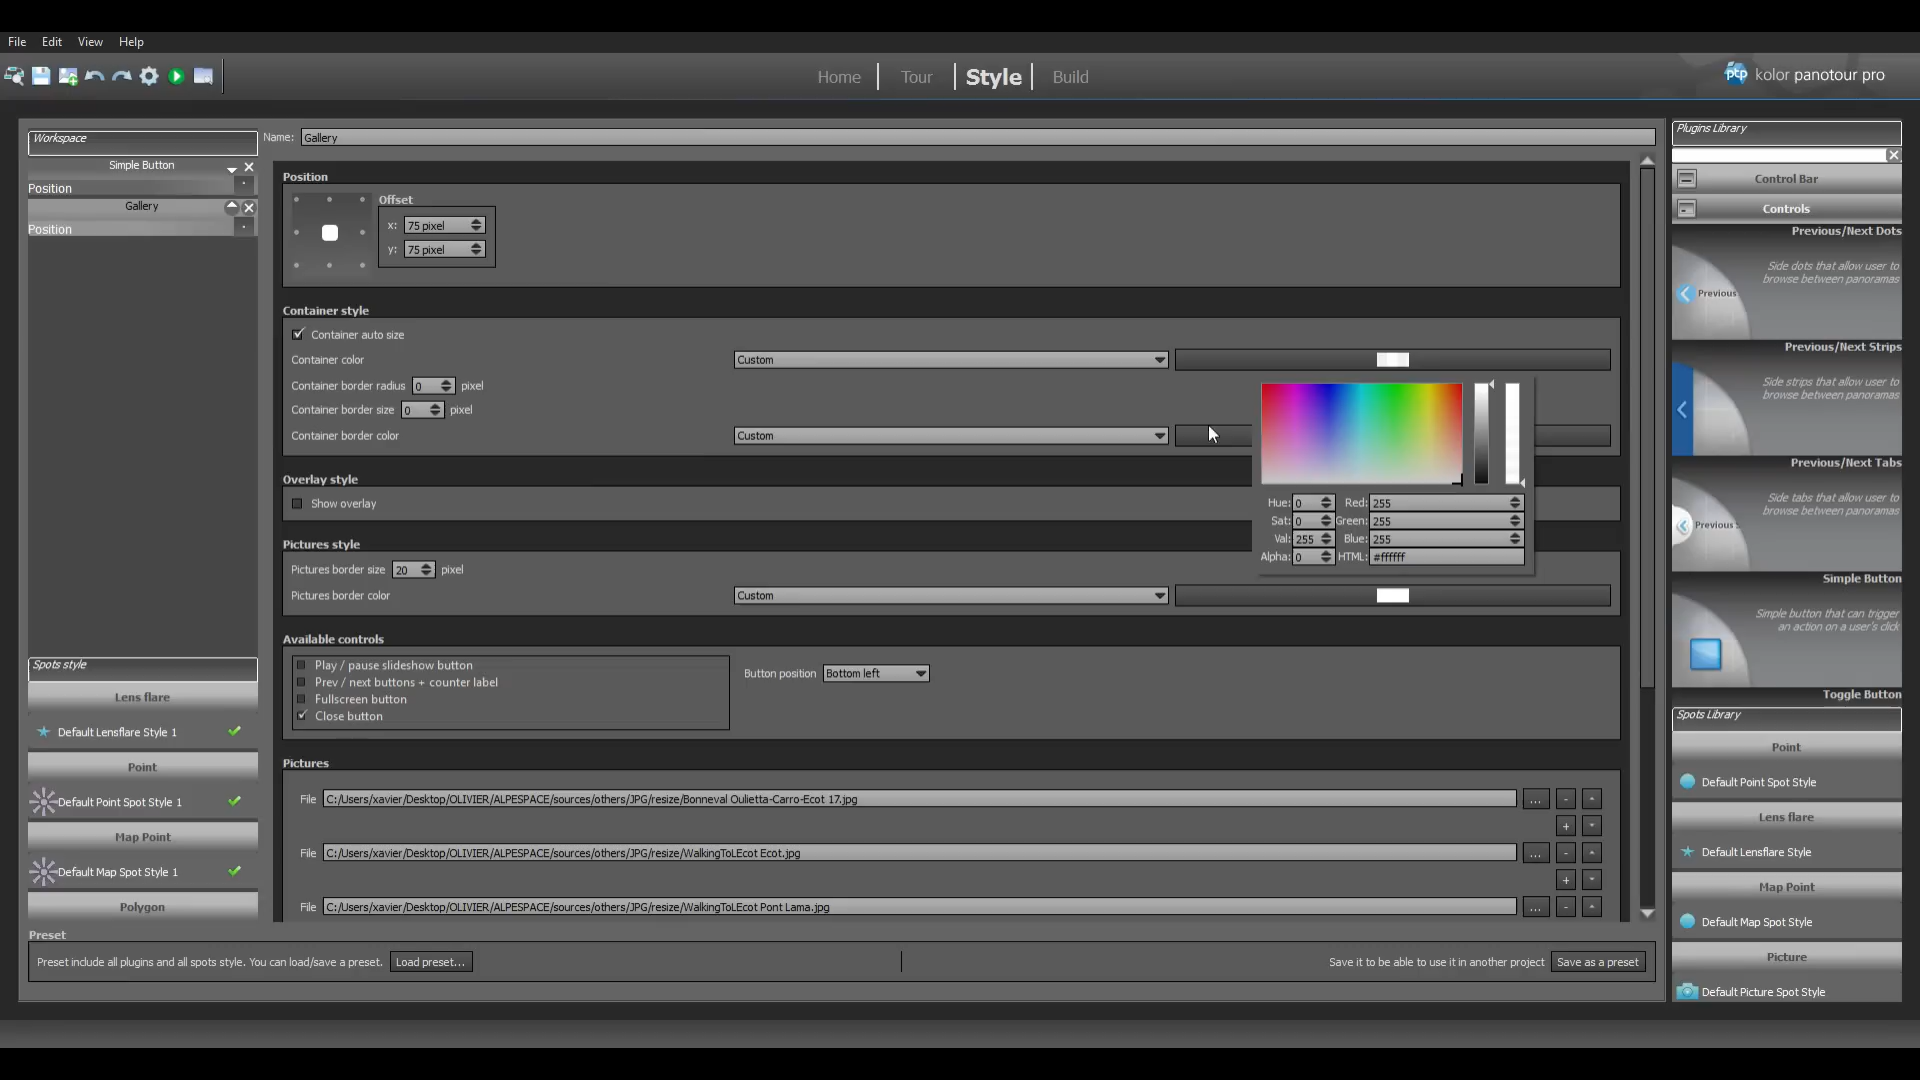 File Edit View Help
Home Tour Style Build
ptp kolor panotour pro
Workspace
Simple Button
Position
Gallery
Position
Spots style
Lens flare
Default Lensflare Style 1
Point
Default Point Spot Style 1
Map Point
Default Map Spot Style 1
Polygon
Name: Gallery
Position
Offset
x: 75 pixel
y: 75 pixel
Container style
Container auto size
Container color Custom
Container border radius 0 pixel
Container border size 0 pixel
Container border color Custom
Hue: 0 Red: 255
Sat: 0 Green: 255
Val: 255 Blue: 255
Alpha: 0 HTML: #ffffff
Overlay style
Show overlay
Pictures style
Pictures border size 20 pixel
Pictures border color Custom
Available controls
Play / pause slideshow button
Prev / next buttons + counter label
Fullscreen button
Close button
Button position Bottom left
Pictures
File C:/Users/xavier/Desktop/OLIVIER/ALPESPACE/sources/others/JPG/resize/Bonneval Oulietta-Carro-Ecot 17.jpg ... - 
+
File C:/Users/xavier/Desktop/OLIVIER/ALPESPACE/sources/others/JPG/resize/WalkingToLEcot Ecot.jpg ... -
+
File C:/Users/xavier/Desktop/OLIVIER/ALPESPACE/sources/others/JPG/resize/WalkingToLEcot Pont Lama.jpg ... -
Preset
Preset include all plugins and all spots style. You can load/save a preset. Load preset...
Save it to be able to use it in another project Save as a preset
Plugins Library
Control Bar
Controls
Previous/Next Dots
Side dots that allow user to
browse between panoramas
Previous
Previous/Next Strips
Side strips that allow user to
browse between panoramas
Previous/Next Tabs
Side tabs that allow user to
browse between panoramas
Previous
Simple Button
Simple button that can trigger
an action on a user's click
Toggle Button
Spots Library
Point
Default Point Spot Style
Lens flare
Default Lensflare Style
Map Point
Default Map Spot Style
Picture
Default Picture Spot Style